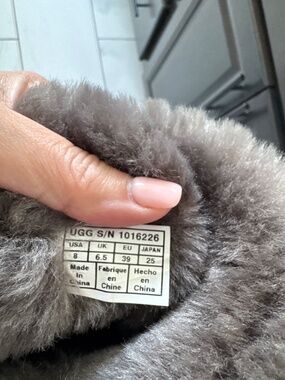 UGG S/N 1016226
USA UK EU JAPAN
8 6.5 39 25
Made Fabrique Hecho
in en en
China Chine China